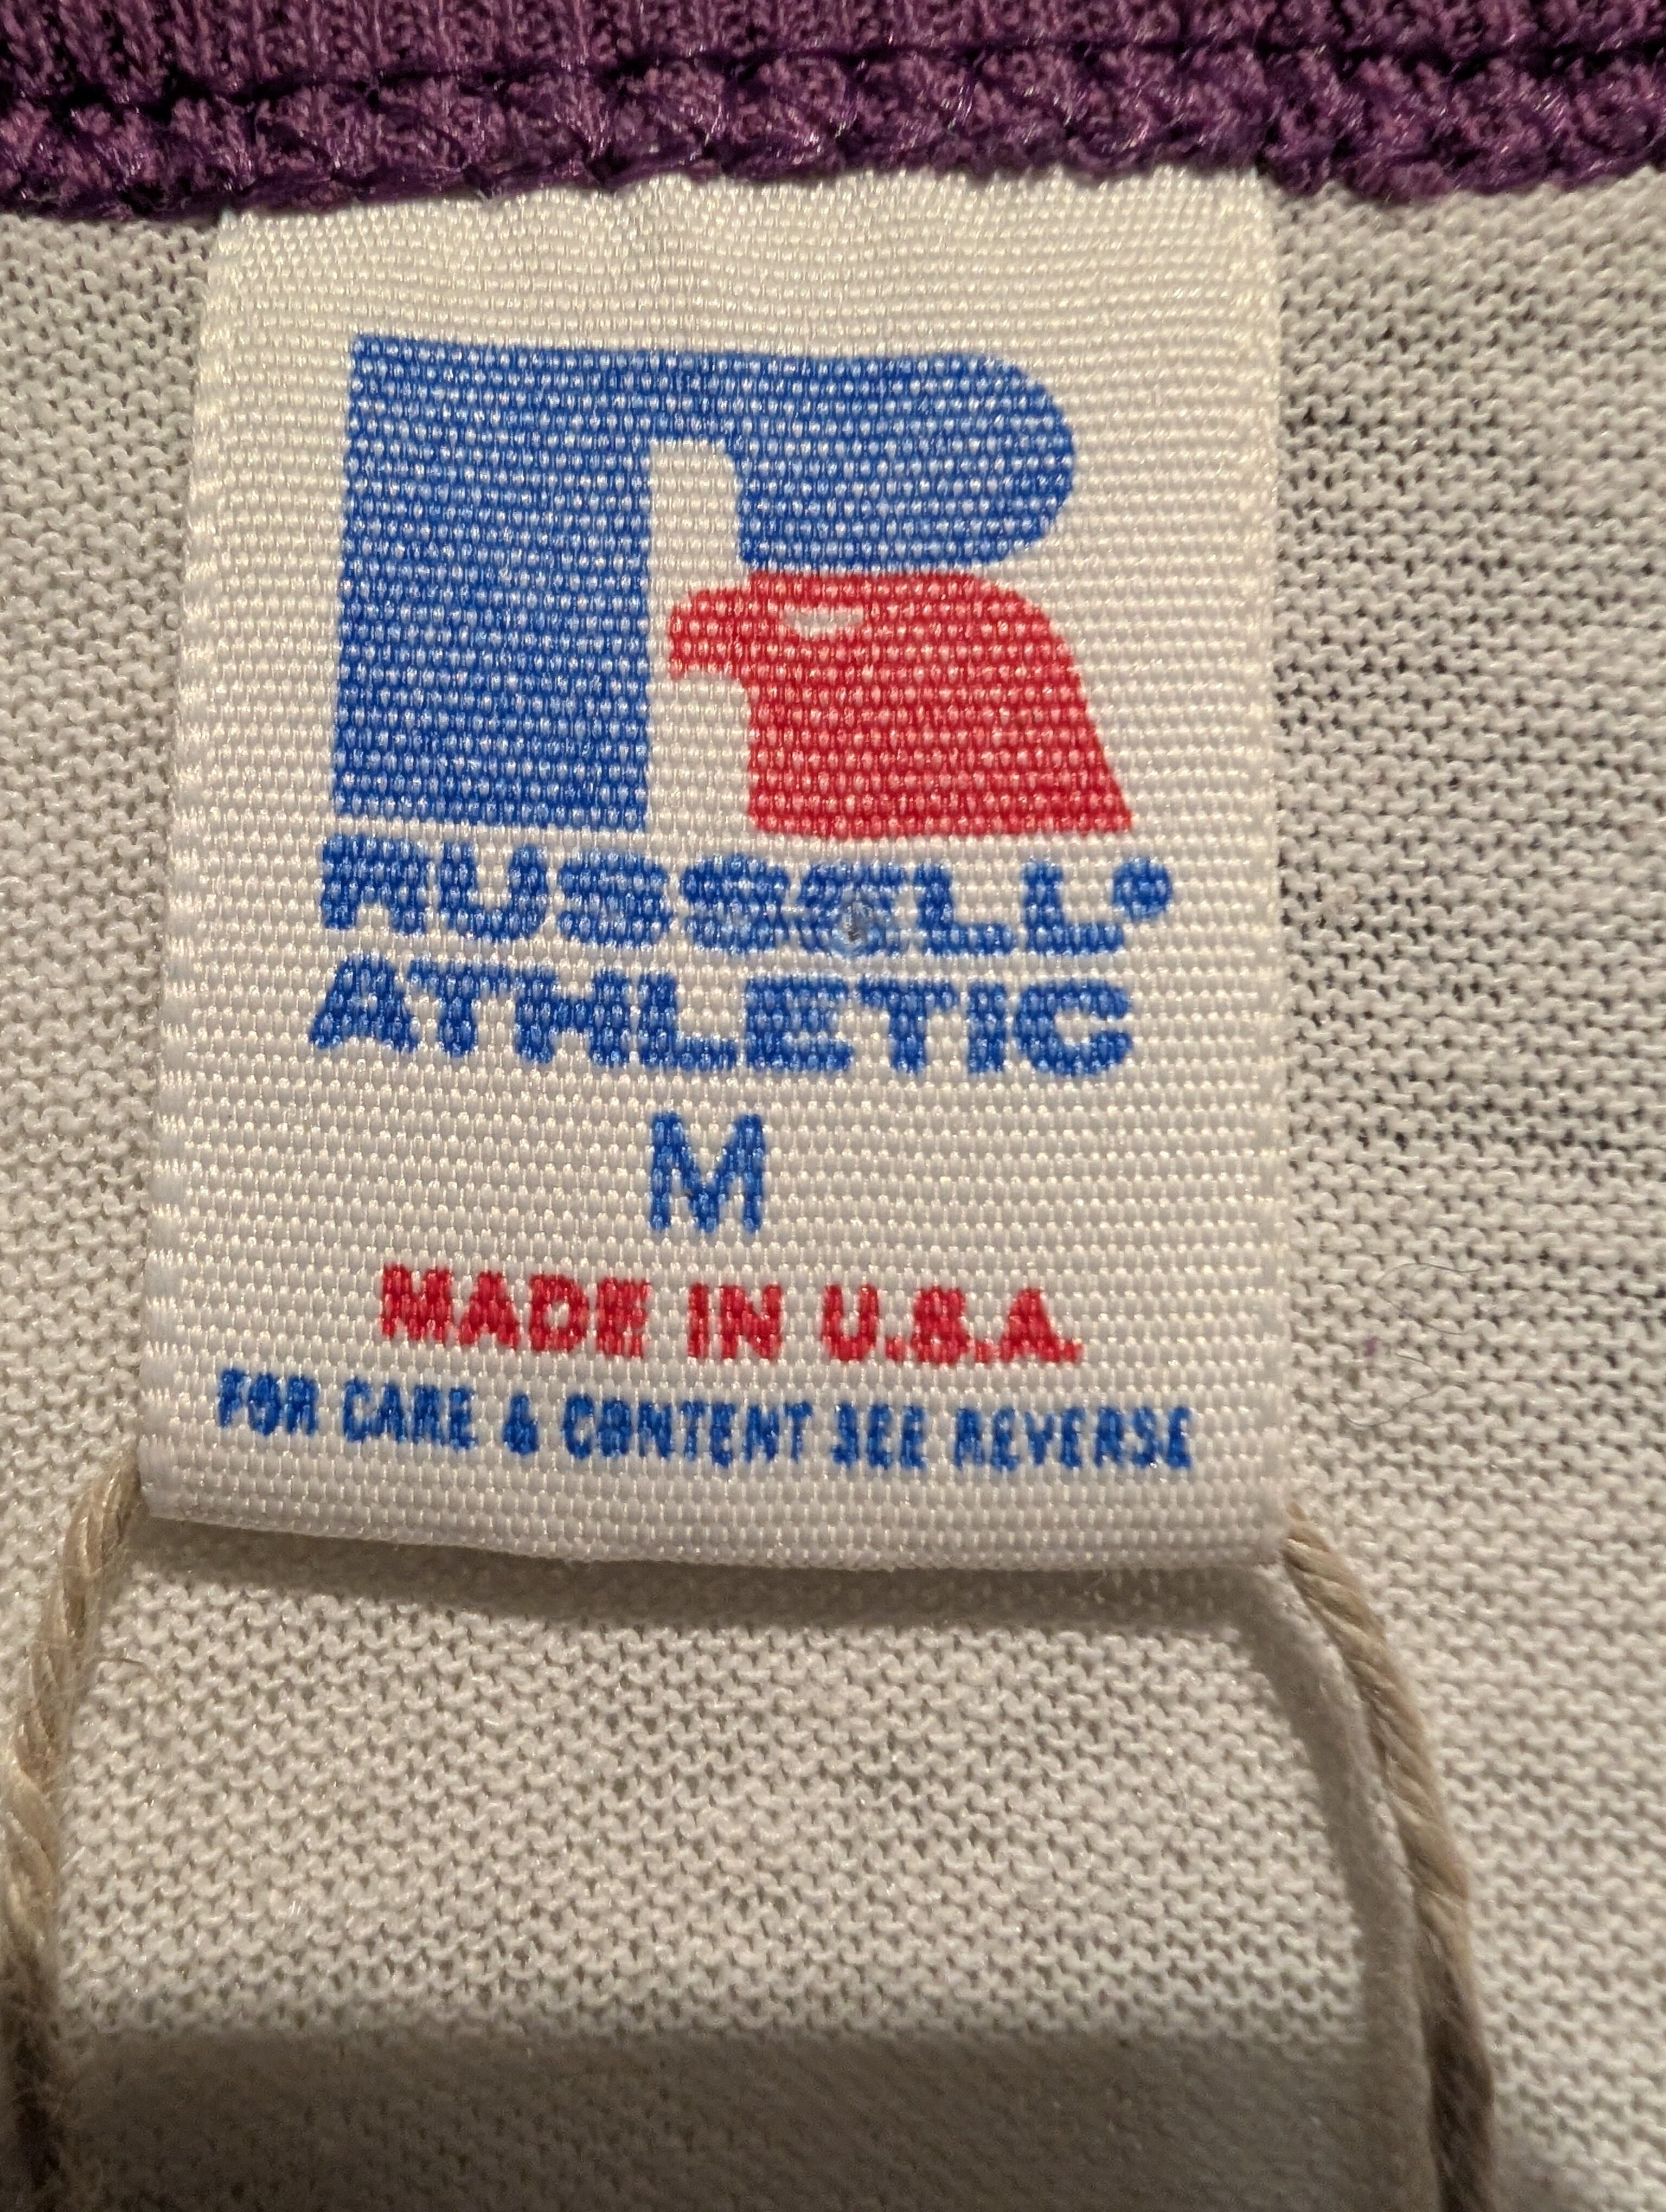 RUSSELL®
ATHLETIC
M
MADE IN U.S.A.
FOR CARE & CONTENT SEE REVERSE